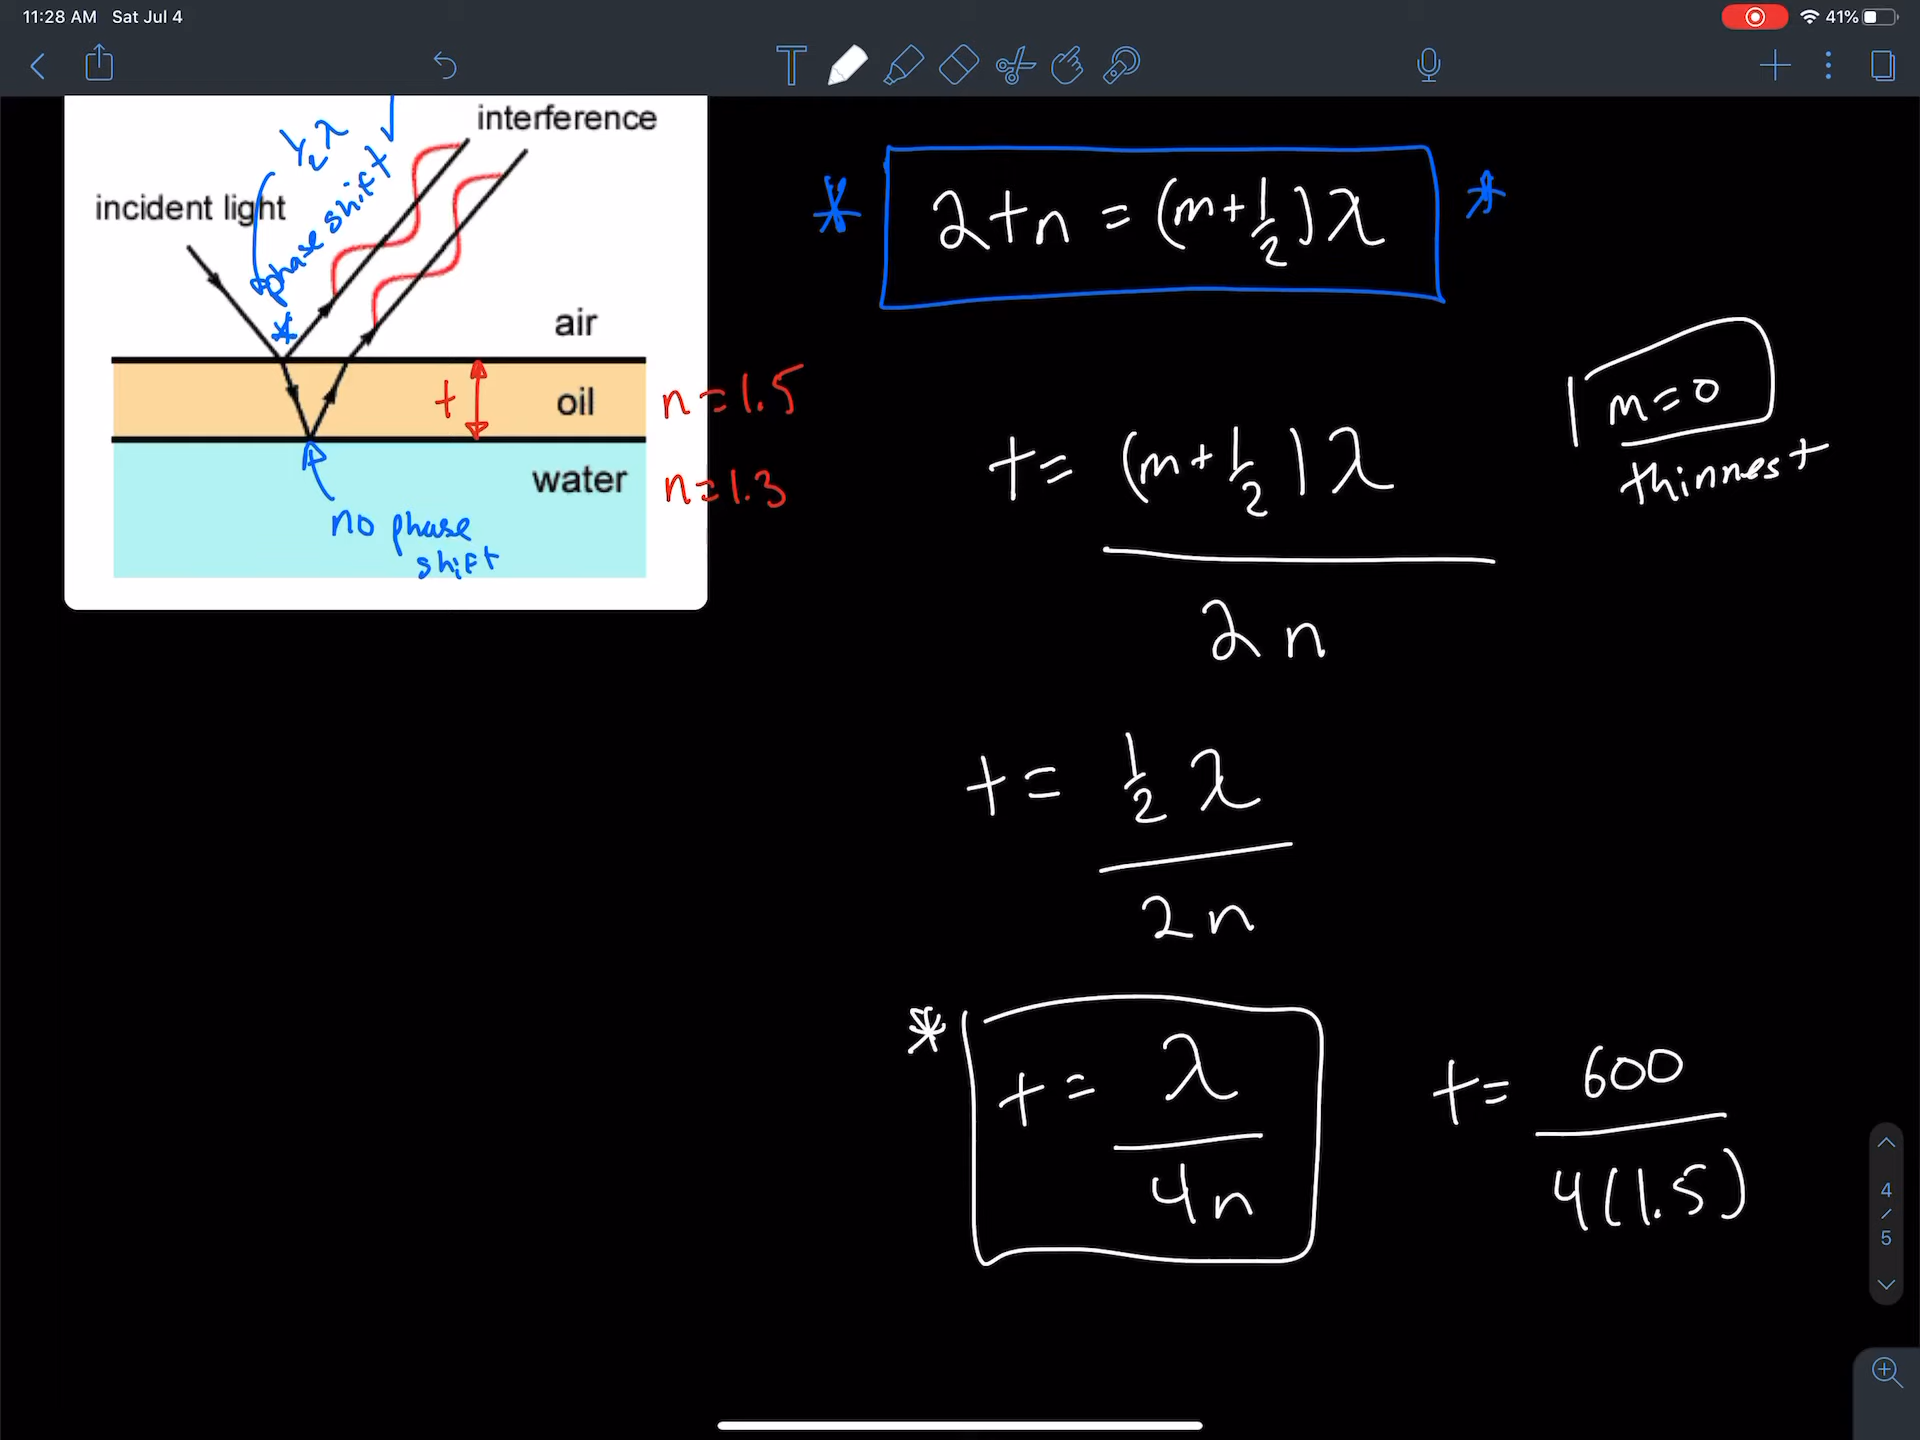 11:28 AM Sat Jul 4
41%
interference
½λ
phase shift
incident light
air
t
oil
n=1.5
water
n=1.3
no phase
shift
* 2tn = (m+½)λ *
m=0
thinnest
t = (m+½)λ
2n
t = ½ λ
2n
* t = λ
4n
t = 600
4(1.5)
4
/
5